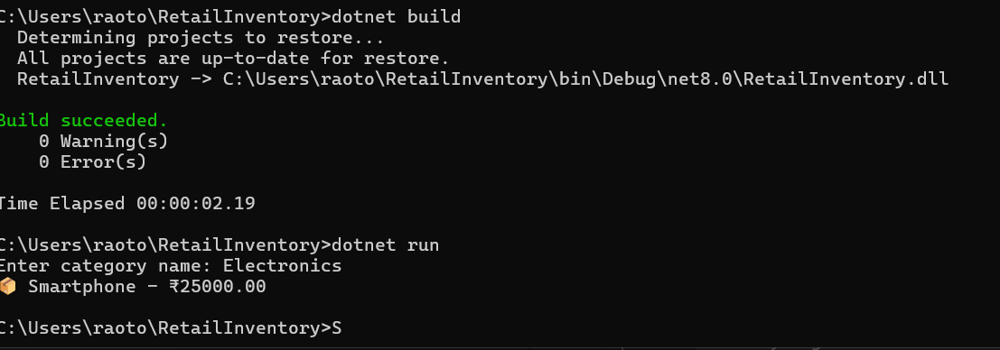 C:\Users\raoto\RetailInventory>dotnet build
Determining projects to restore...
All projects are up-to-date for restore.
RetailInventory -> C:\Users\raoto\RetailInventory\bin\Debug\net8.0\RetailInventory.dll
Build succeeded.
0 Warning(s)
0 Error(s)
Time Elapsed 00:00:02.19
C:\Users\raoto\RetailInventory>dotnet run
Enter category name: Electronics
📦 Smartphone - ₹25000.00
C:\Users\raoto\RetailInventory>S